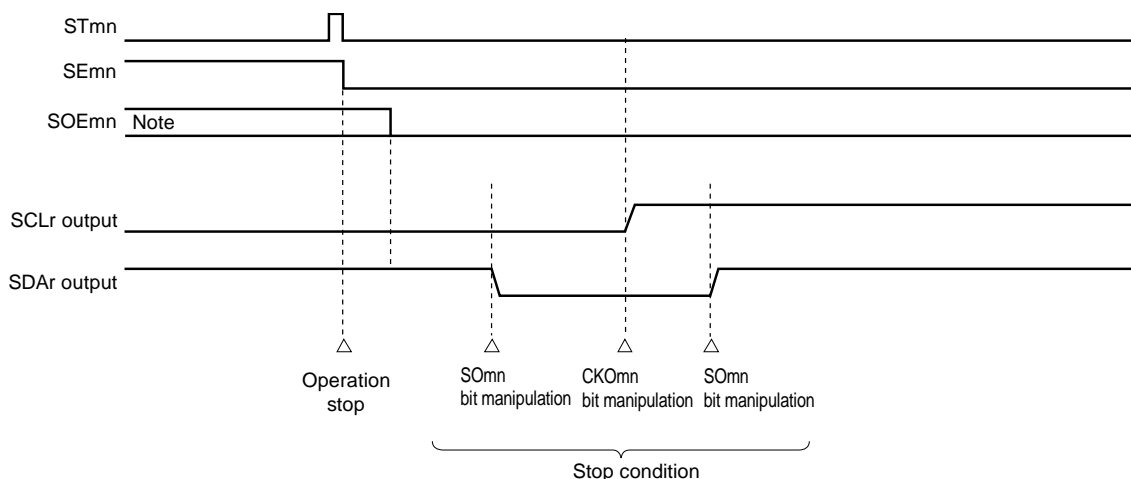 STmn
SEmn
SOEmn Note
SCLr output
SDAr output
Operation
stop
SOmn
bit manipulation
CKOmn
bit manipulation
SOmn
bit manipulation
Stop condition